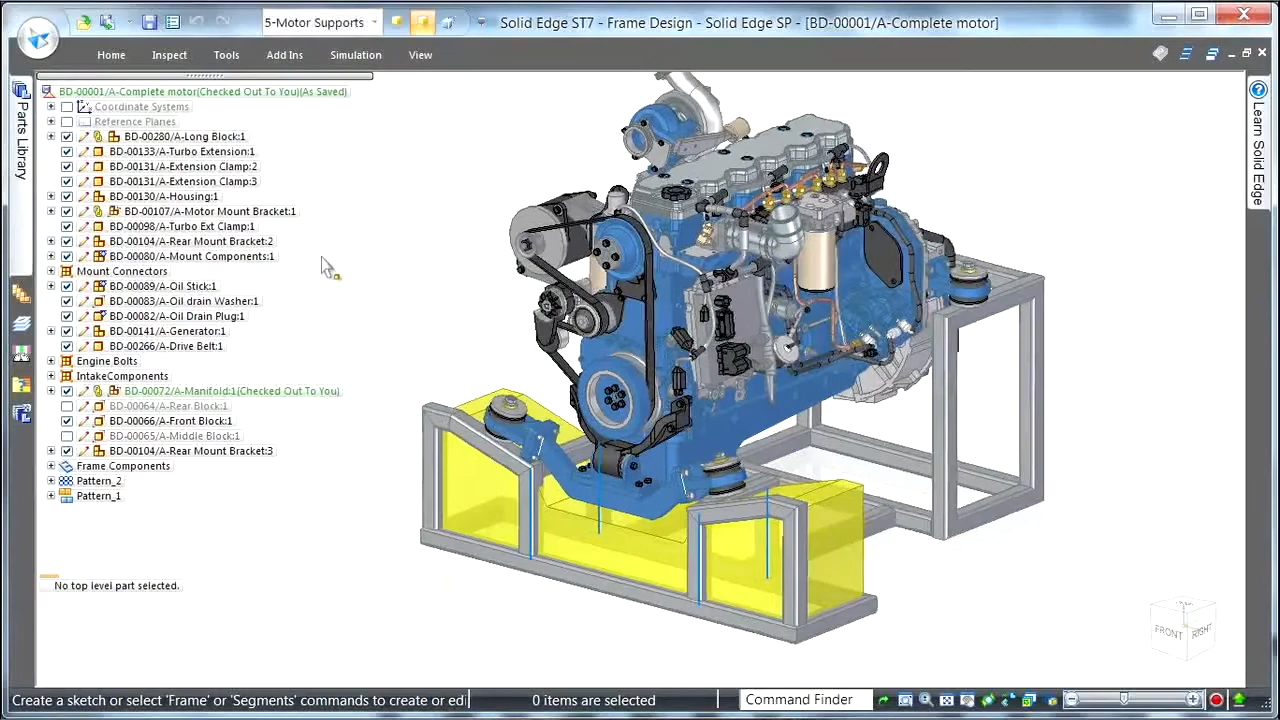 5-Motor Supports
Solid Edge ST7 - Frame Design - Solid Edge SP - [BD-00001/A-Complete motor]
Home Inspect Tools Add Ins Simulation View
Parts Library
BD-00001/A-Complete motor(Checked Out To You)(As Saved)
Coordinate Systems
Reference Planes
BD-00280/A-Long Block:1
BD-00133/A-Turbo Extension:1
BD-00131/A-Extension Clamp:2
BD-00131/A-Extension Clamp:3
BD-00130/A-Housing:1
BD-00107/A-Motor Mount Bracket:1
BD-00098/A-Turbo Ext Clamp:1
BD-00104/A-Rear Mount Bracket:2
BD-00080/A-Mount Components:1
Mount Connectors
BD-00089/A-Oil Stick:1
BD-00083/A-Oil drain Washer:1
BD-00082/A-Oil Drain Plug:1
BD-00141/A-Generator:1
BD-00266/A-Drive Belt:1
Engine Bolts
IntakeComponents
BD-00072/A-Manifold:1(Checked Out To You)
BD-00064/A-Rear Block:1
BD-00066/A-Front Block:1
BD-00065/A-Middle Block:1
BD-00104/A-Rear Mount Bracket:3
Frame Components
Pattern_2
Pattern_1
No top level part selected.
Learn Solid Edge
FRONT RIGHT
Create a sketch or select 'Frame' or 'Segments' commands to create or edi
0 items are selected
Command Finder